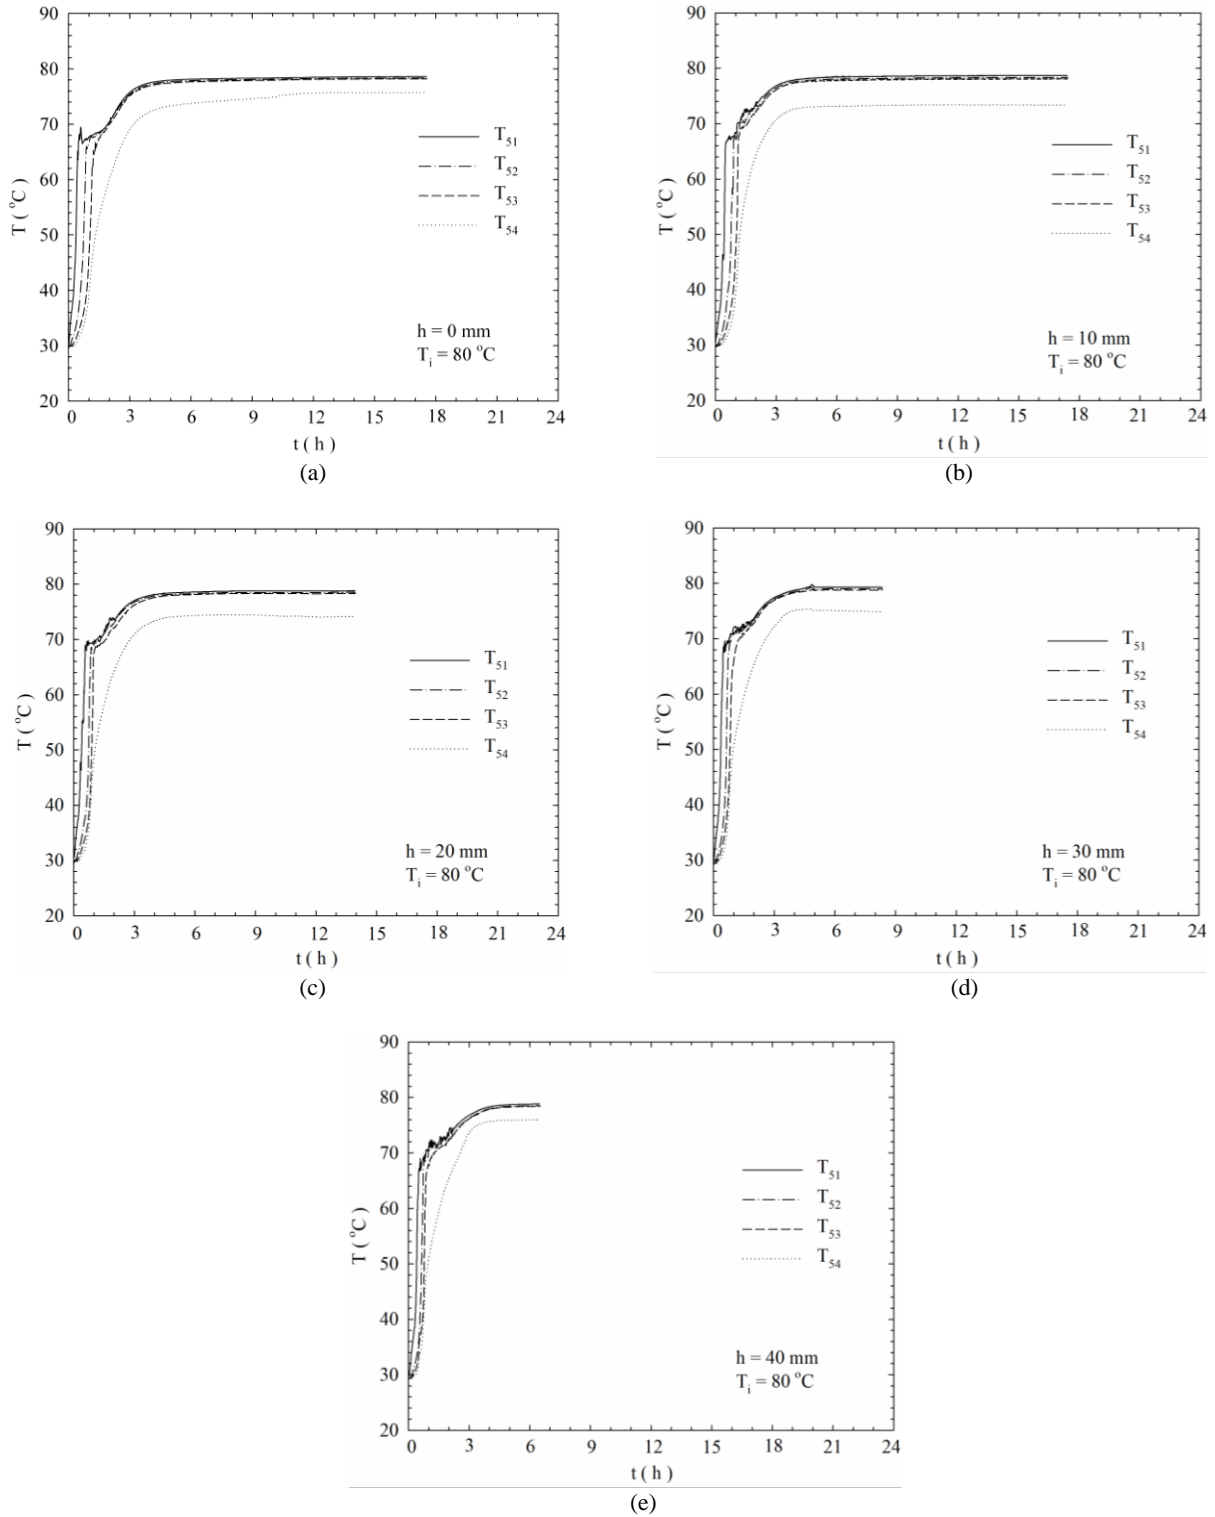 90
80
70
60
50
40
30
20
T ( °C )
0 3 6 9 12 15 18 21 24
t ( h )
T51
T52
T53
T54
h = 0 mm
Ti = 80 °C
(a)
90
80
70
60
50
40
30
20
T ( °C )
0 3 6 9 12 15 18 21 24
t ( h )
T51
T52
T53
T54
h = 10 mm
Ti = 80 °C
(b)
90
80
70
60
50
40
30
20
T ( °C )
0 3 6 9 12 15 18 21 24
t ( h )
T51
T52
T53
T54
h = 20 mm
Ti = 80 °C
(c)
90
80
70
60
50
40
30
20
T ( °C )
0 3 6 9 12 15 18 21 24
t ( h )
T51
T52
T53
T54
h = 30 mm
Ti = 80 °C
(d)
90
80
70
60
50
40
30
20
T ( °C )
0 3 6 9 12 15 18 21 24
t ( h )
T51
T52
T53
T54
h = 40 mm
Ti = 80 °C
(e)